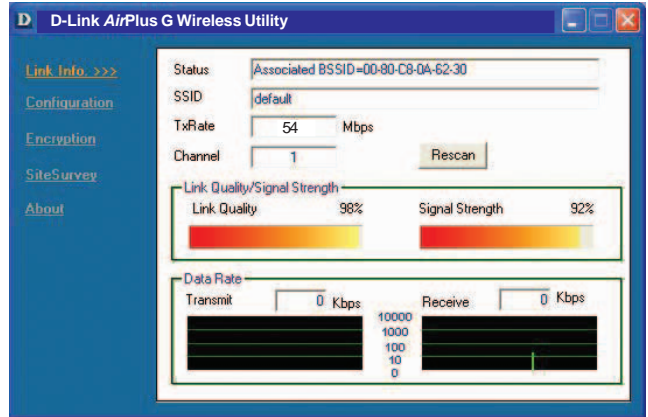 D D-Link AirPlus G Wireless Utility
Link Info. >>>
Configuration
Encryption
SiteSurvey
About
Status Associated BSSID=00-80-C8-0A-62-30
SSID default
TxRate 54 Mbps
Channel 1 Rescan
Link Quality/Signal Strength
Link Quality 98% Signal Strength 92%
Data Rate
Transmit 0 Kbps Receive 0 Kbps
10000
1000
100
10
0